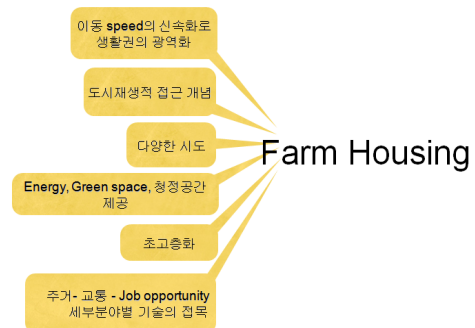 이동 speed의 신속화로
생활권의 광역화
도시재생적 접근 개념
다양한 시도
Farm Housing
Energy, Green space, 청정공간
제공
초고층화
주거- 교통 - Job opportunity
세부분야별 기술의 접목